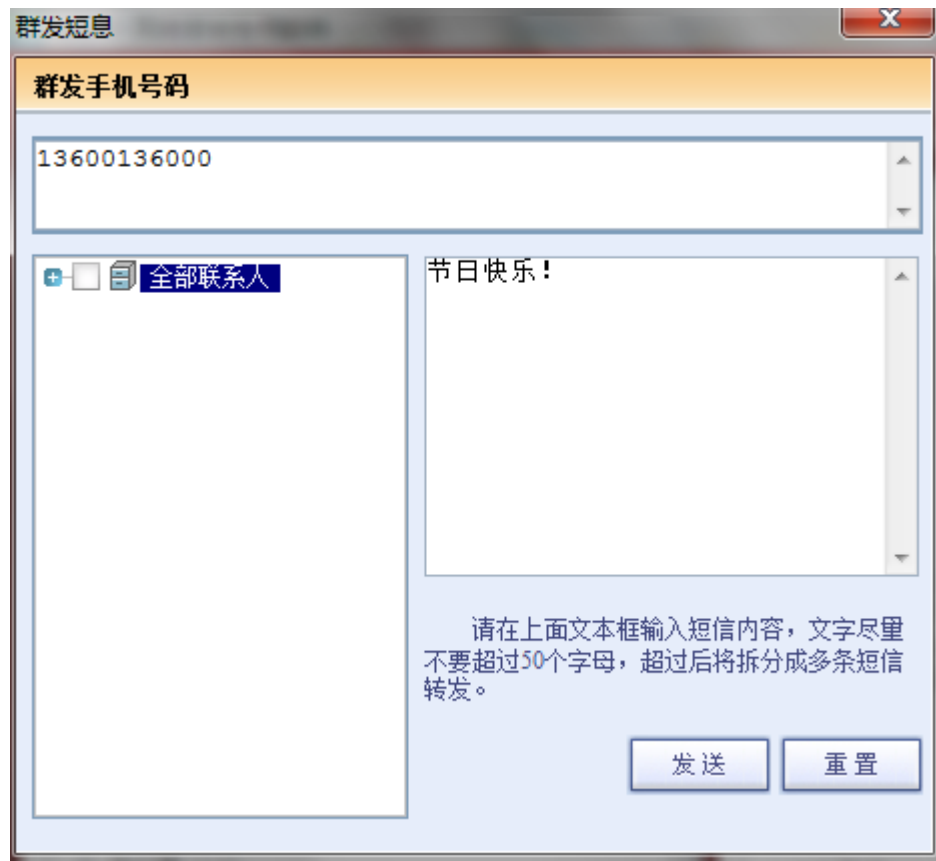 群发短息
群发手机号码
13600136000
全部联系人
节日快乐!
请在上面文本框输入短信内容，文字尽量
不要超过50个字母，超过后将拆分成多条短信
转发。
发送
重置